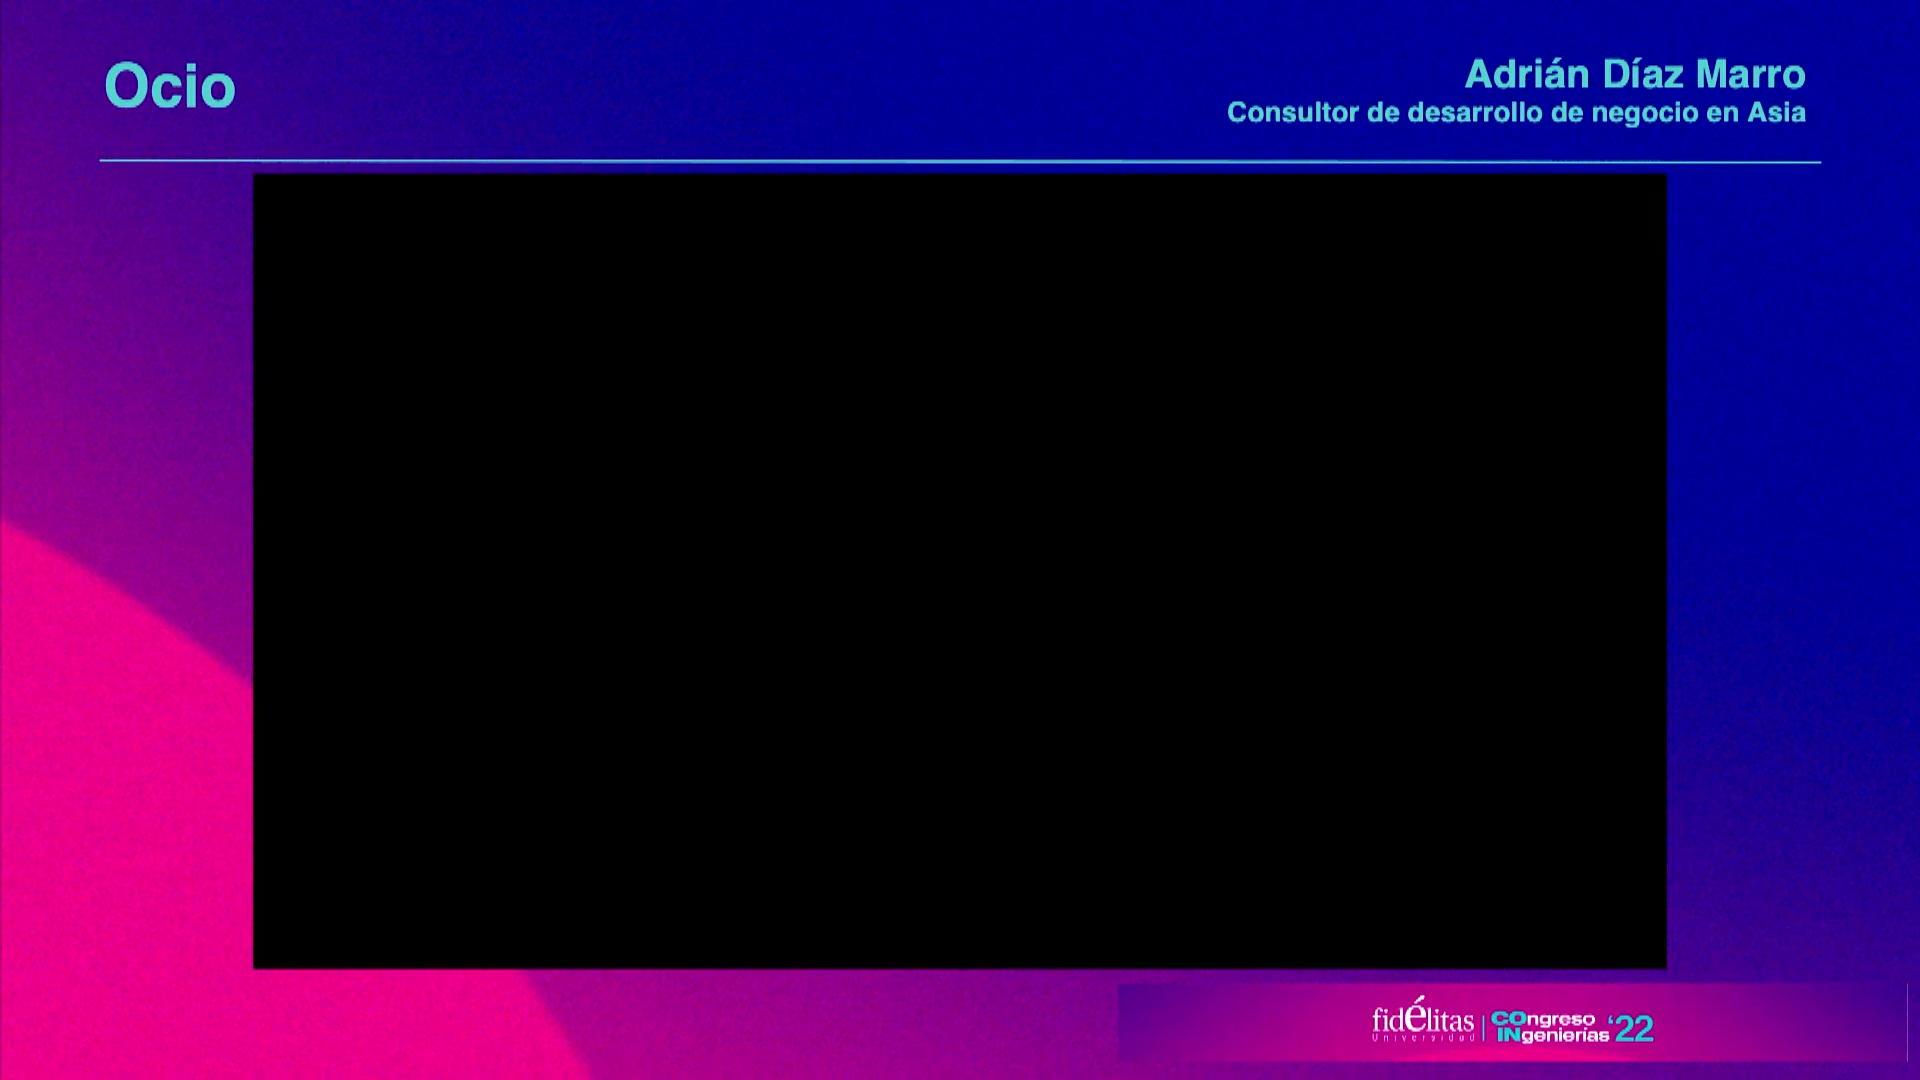 Ocio
Adrián Díaz Marro
Consultor de desarrollo de negocio en Asia
fidélitas
Universidad
COngreso
INgenierías
‘22